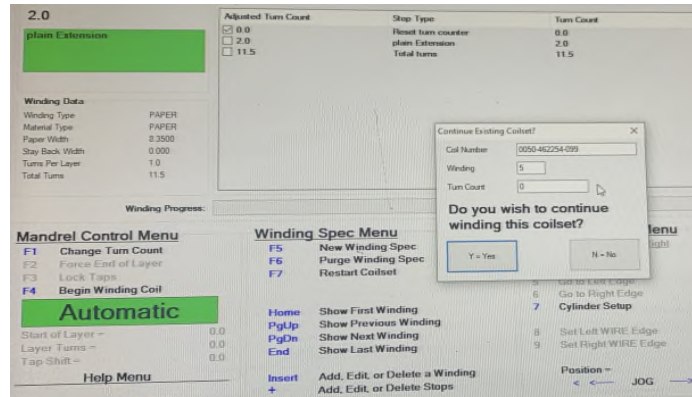 2.0
plain Extension
Adjusted Turn Count Stop Type Turn Count
0.0 Reset turn counter 0.0
2.0 plain Extension 2.0
11.5 Total turns 11.5
Winding Data
Winding Type PAPER
Material Type PAPER
Paper Width 8.3500
Stay Back Width 0.000
Turns Per Layer 1.0
Total Turns 11.5
Winding Progress:
Continue Existing Coilset?
Coil Number 0050-462254-099
Winding 5
Turn Count 0
Do you wish to continue
winding this coilset?
Y = Yes N = No
Mandrel Control Menu
F1 Change Turn Count
F2 Force End of Layer
F3 Lock Taps
F4 Begin Winding Coil
Automatic
Start of Layer = 0.0
Layer Turns = 0.0
Tap Shift = 0.0
Help Menu
Winding Spec Menu
F5 New Winding Spec
F6 Purge Winding Spec
F7 Restart Coilset
Home Show First Winding
PgUp Show Previous Winding
PgDn Show Next Winding
End Show Last Winding
Insert Add, Edit, or Delete a Winding
+ Add, Edit, or Delete Stops
Menu
5 Go to Left Edge
6 Go to Right Edge
7 Cylinder Setup
8 Set Left WIRE Edge
9 Set Right WIRE Edge
Position =
< <---- JOG ---->